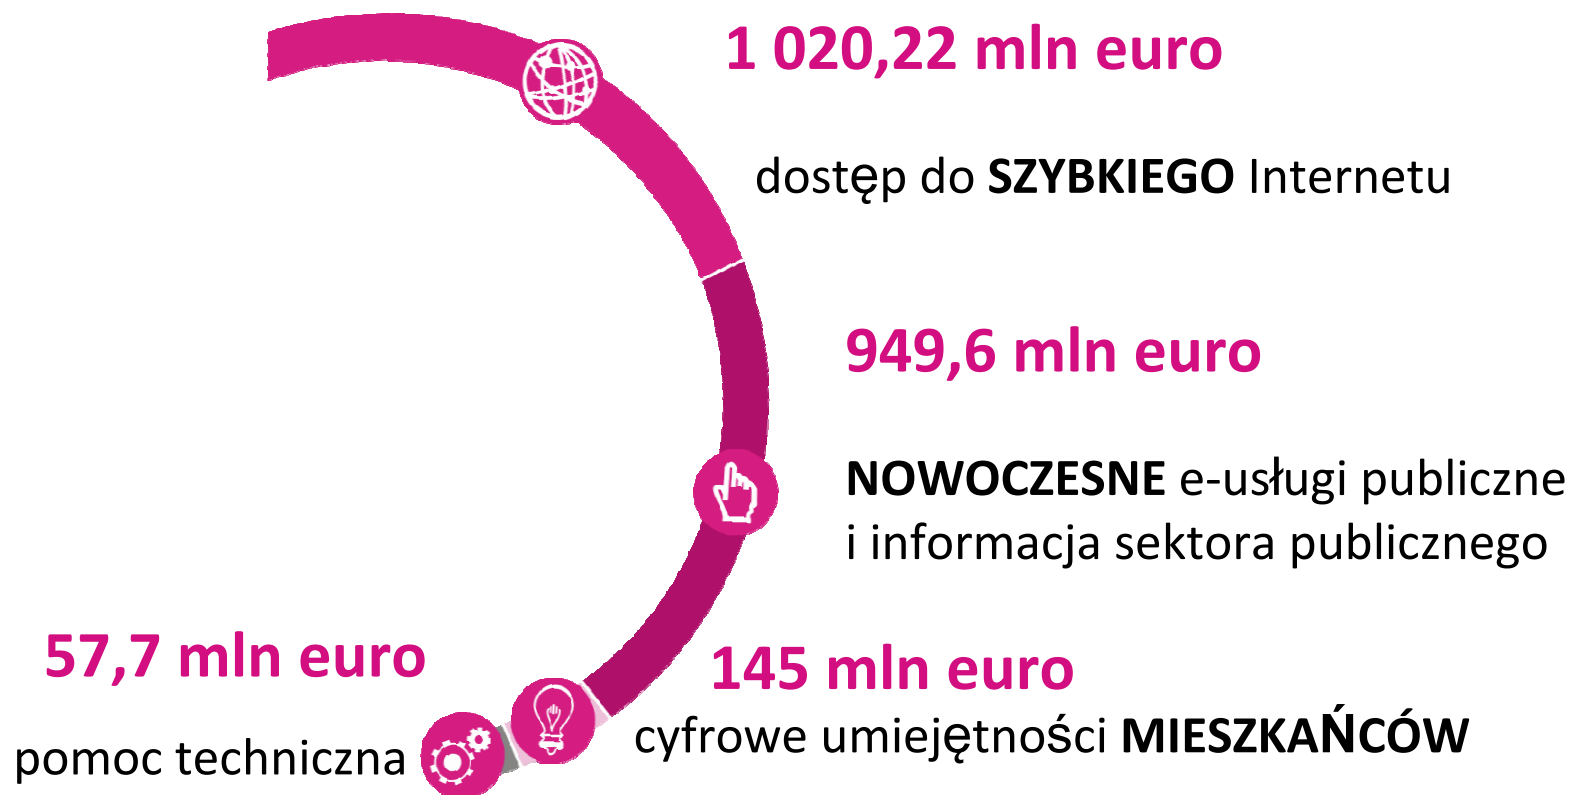 1 020,22 mln euro
dostęp do SZYBKIEGO Internetu
949,6 mln euro
NOWOCZESNE e-usługi publiczne
i informacja sektora publicznego
145 mln euro
cyfrowe umiejętności MIESZKAŃCÓW
57,7 mln euro
pomoc techniczna